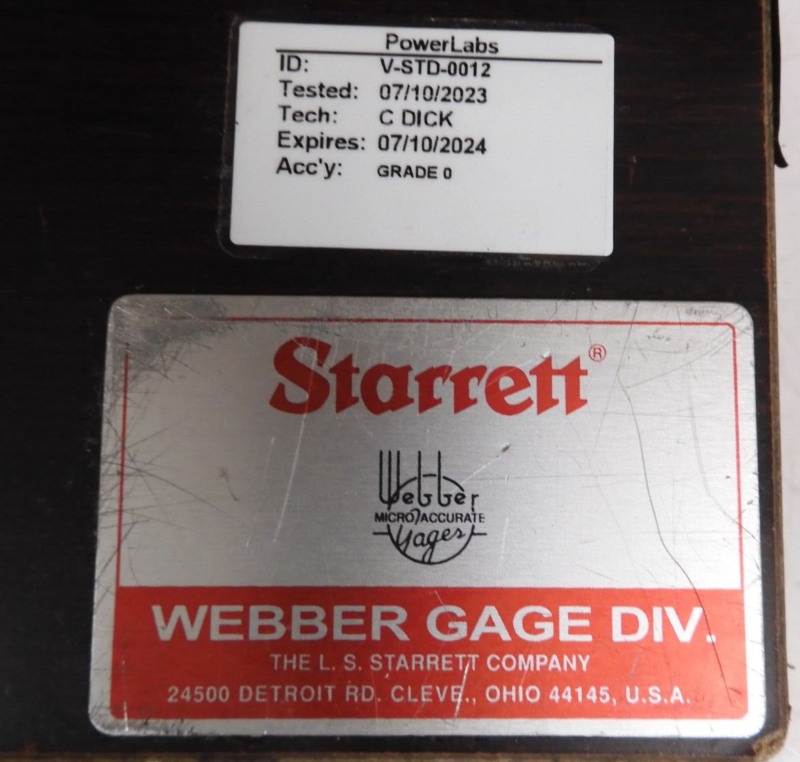 PowerLabs
ID: V-STD-0012
Tested: 07/10/2023
Tech: C DICK
Expires: 07/10/2024
Acc'y: GRADE 0
Starrett®
Webber
MICRO ACCURATE
Gages
WEBBER GAGE DIV.
THE L. S. STARRETT COMPANY
24500 DETROIT RD. CLEVE., OHIO 44145, U.S.A.